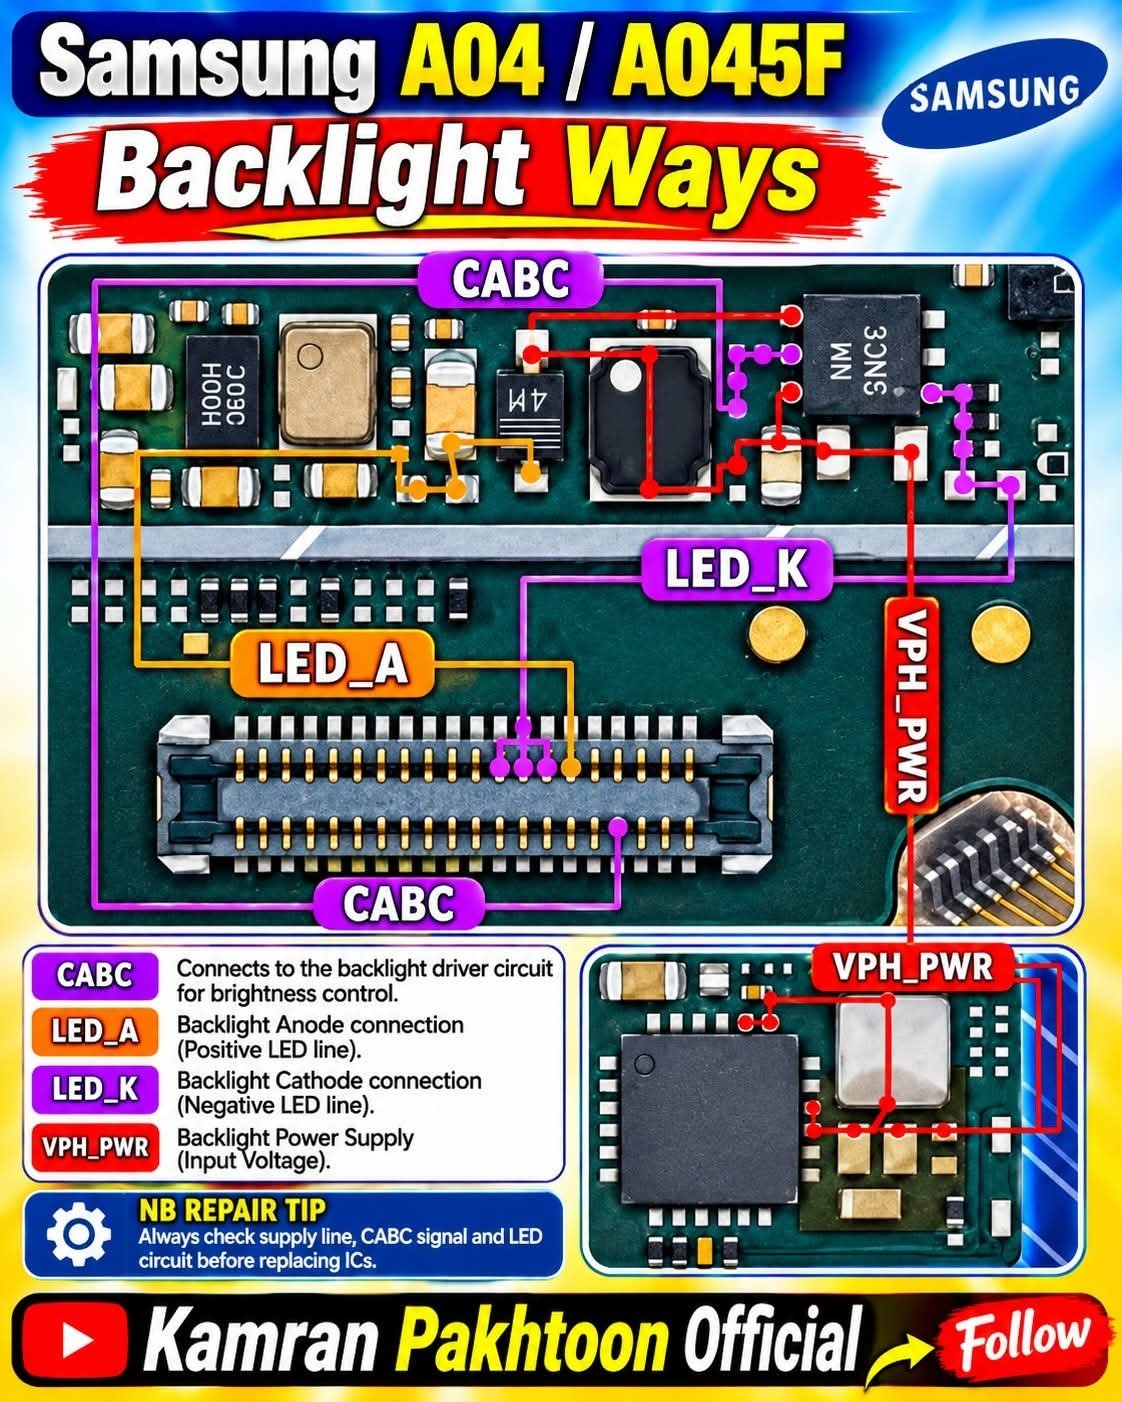 Samsung A04 / A045F
SAMSUNG
Backlight Ways
CABC
HOOH
4M
NM
LED_K
LED_A
VPH_PWR
CABC
VPH_PWR
CABC
Connects to the backlight driver circuit
for brightness control.
LED_A
Backlight Anode connection
(Positive LED line).
LED_K
Backlight Cathode connection
(Negative LED line).
VPH_PWR
Backlight Power Supply
(Input Voltage).
NB REPAIR TIP
Always check supply line, CABC signal and LED
circuit before replacing ICs.
Kamran Pakhtoon Official
Follow